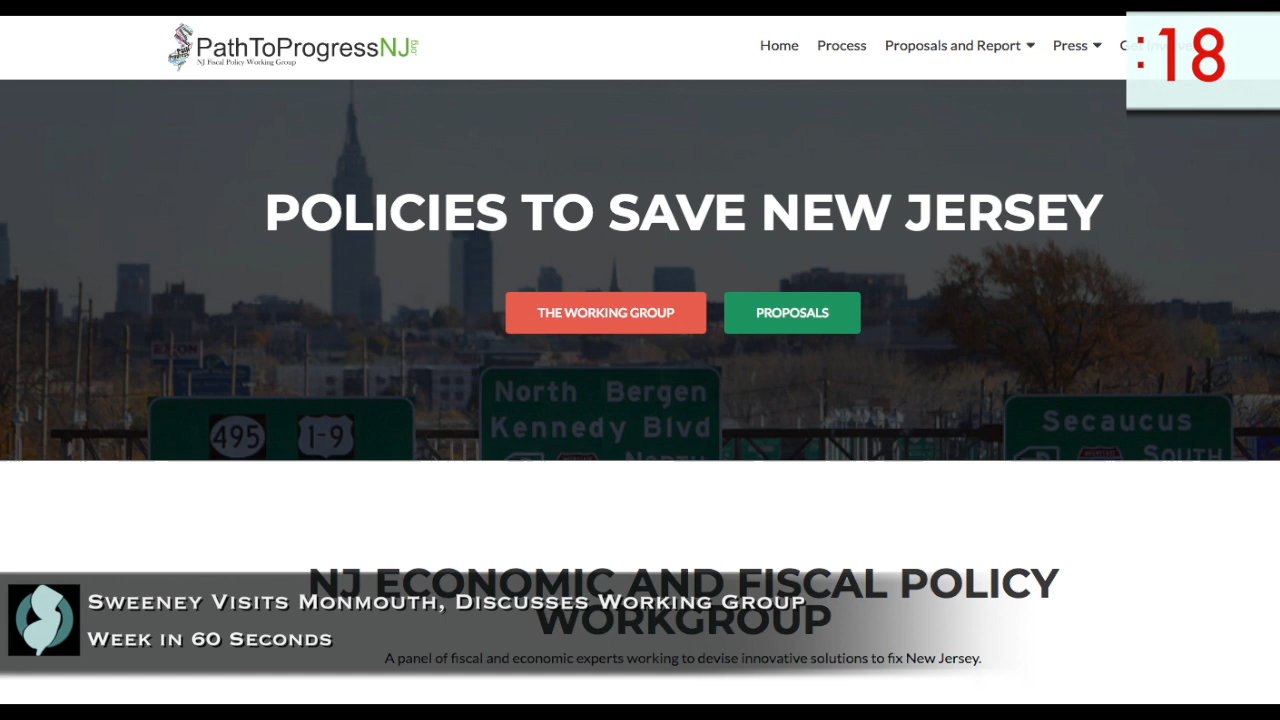 PathToProgressNJ.org
NJ Fiscal Policy Working Group
Home Process Proposals and Report Press
:18
POLICIES TO SAVE NEW JERSEY
THE WORKING GROUP PROPOSALS
EXXON
495 1-9
North Bergen
Kennedy Blvd
NORTH
Secaucus
SOUTH
NJ ECONOMIC AND FISCAL POLICY
WORKGROUP
A panel of fiscal and economic experts working to devise innovative solutions to fix New Jersey.
SWEENEY VISITS MONMOUTH, DISCUSSES WORKING GROUP
WEEK IN 60 SECONDS